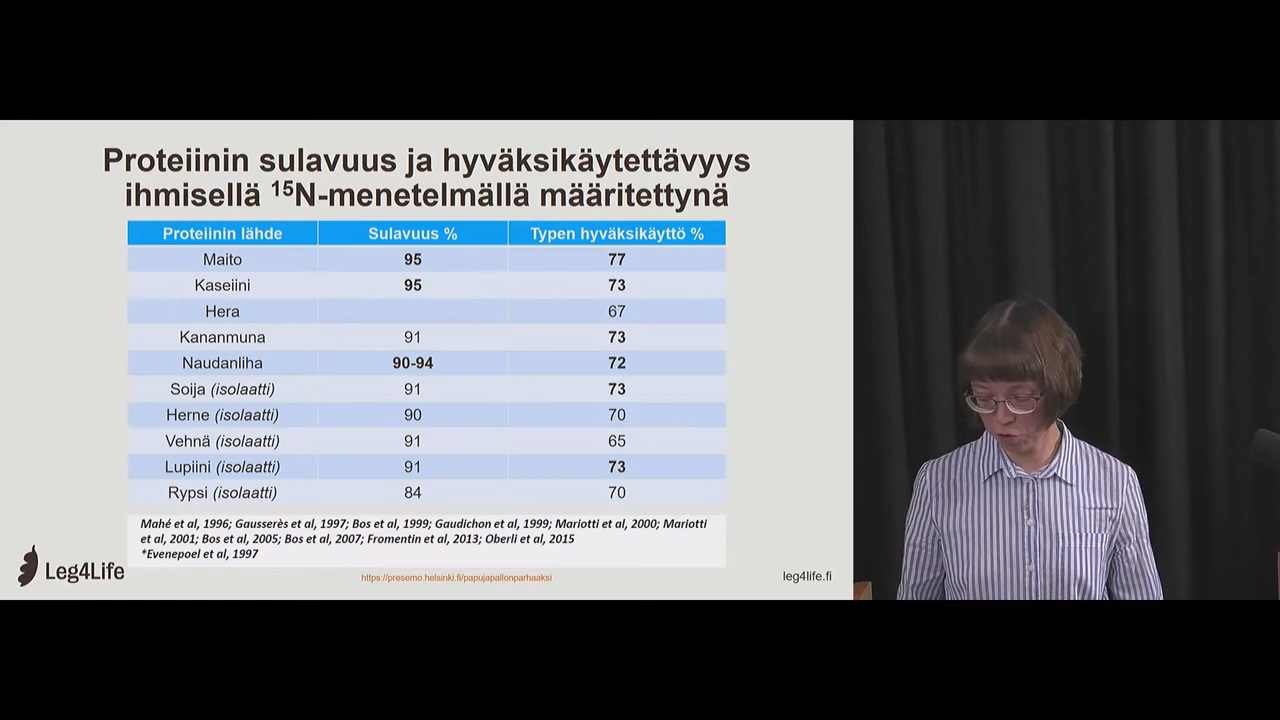 Proteiinin sulavuus ja hyväksikäytettävyys
ihmisellä ¹⁵N-menetelmällä määritettynä
Proteiinin lähde Sulavuus % Typen hyväksikäyttö %
Maito 95 77
Kaseiini 95 73
Hera 67
Kananmuna 91 73
Naudanliha 90-94 72
Soija (isolaatti) 91 73
Herne (isolaatti) 90 70
Vehnä (isolaatti) 91 65
Lupiini (isolaatti) 91 73
Rypsi (isolaatti) 84 70
Mahé et al, 1996; Gausserès et al, 1997; Bos et al, 1999; Gaudichon et al, 1999; Mariotti et al, 2000; Mariotti
et al, 2001; Bos et al, 2005; Bos et al, 2007; Fromentin et al, 2013; Oberli et al, 2015
*Evenepoel et al, 1997
Leg4Life
https://presemo.helsinki.fi/papujapallonparhaaksi
leg4life.fi